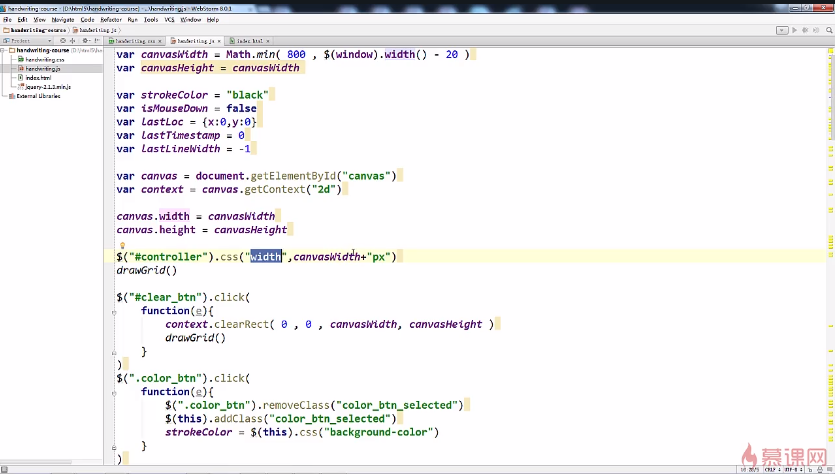 handwriting-course - [D:\html5\handwriting-course] - ...\handwriting.js - WebStorm 8.0.1
File Edit View Navigate Code Refactor Run Tools VCS Window Help
handwriting-course handwriting.js
Project
handwriting.css handwriting.js index.html
handwriting-course
handwriting.css
handwriting.js
index.html
jquery-2.1.3.min.js
External Libraries
var canvasWidth = Math.min( 800 , $(window).width() - 20 )
var canvasHeight = canvasWidth
var strokeColor = "black"
var isMouseDown = false
var lastLoc = {x:0,y:0}
var lastTimestamp = 0
var lastLineWidth = -1
var canvas = document.getElementById("canvas")
var context = canvas.getContext("2d")
canvas.width = canvasWidth
canvas.height = canvasHeight
$("#controller").css("width",canvasWidth+"px")
drawGrid()
$("#clear_btn").click(
function(e){
context.clearRect( 0 , 0 , canvasWidth, canvasHeight )
drawGrid()
}
)
$(".color_btn").click(
function(e){
$(".color_btn").removeClass("color_btn_selected")
$(this).addClass("color_btn_selected")
strokeColor = $(this).css("background-color")
}
)
慕课网